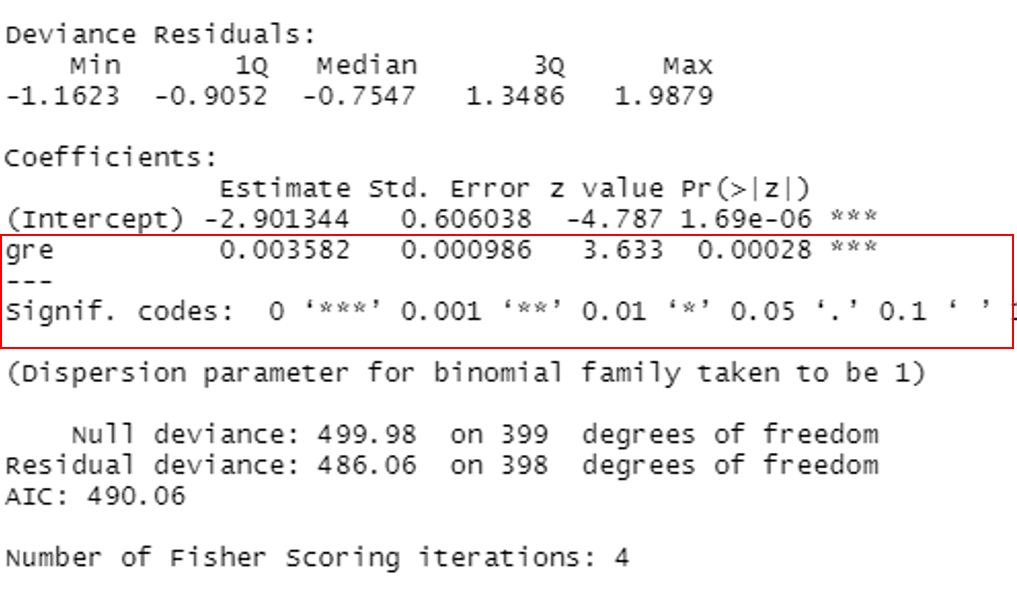 Deviance Residuals:
Min 1Q Median 3Q Max
-1.1623 -0.9052 -0.7547 1.3486 1.9879
Coefficients:
Estimate Std. Error z value Pr(>|z|)
(Intercept) -2.901344 0.606038 -4.787 1.69e-06 ***
gre 0.003582 0.000986 3.633 0.00028 ***
---
Signif. codes: 0 ‘***’ 0.001 ‘**’ 0.01 ‘*’ 0.05 ‘.’ 0.1 ‘ ’
(Dispersion parameter for binomial family taken to be 1)
Null deviance: 499.98 on 399 degrees of freedom
Residual deviance: 486.06 on 398 degrees of freedom
AIC: 490.06
Number of Fisher Scoring iterations: 4